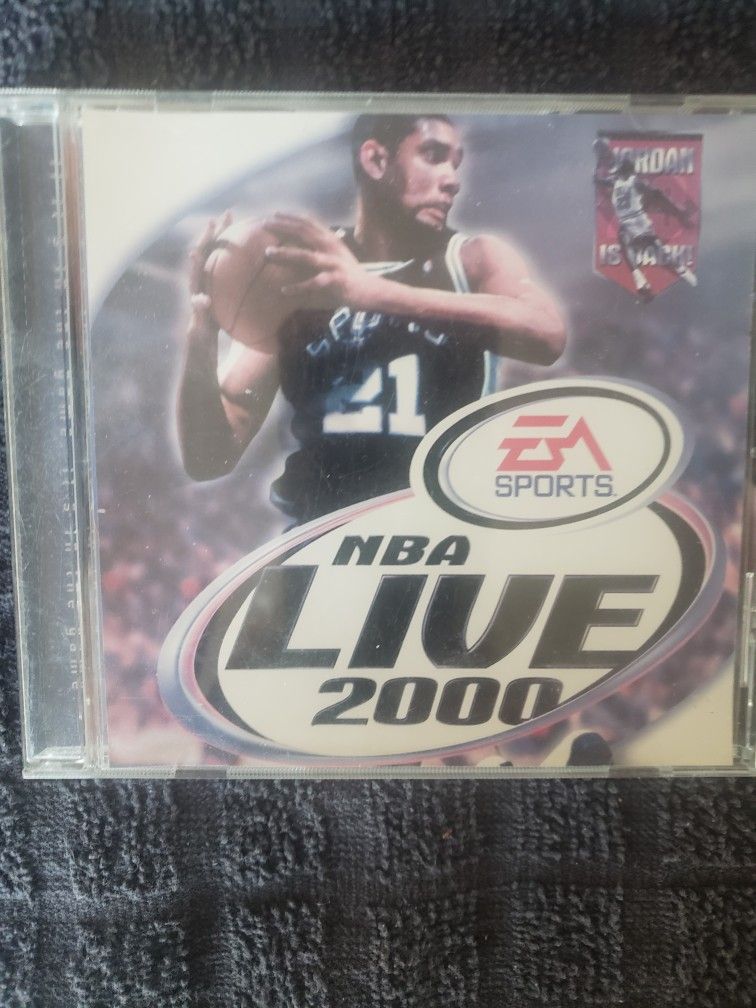 JORDAN
IS BACK!
SPURS
21
EA
SPORTS
NBA
LIVE
2000